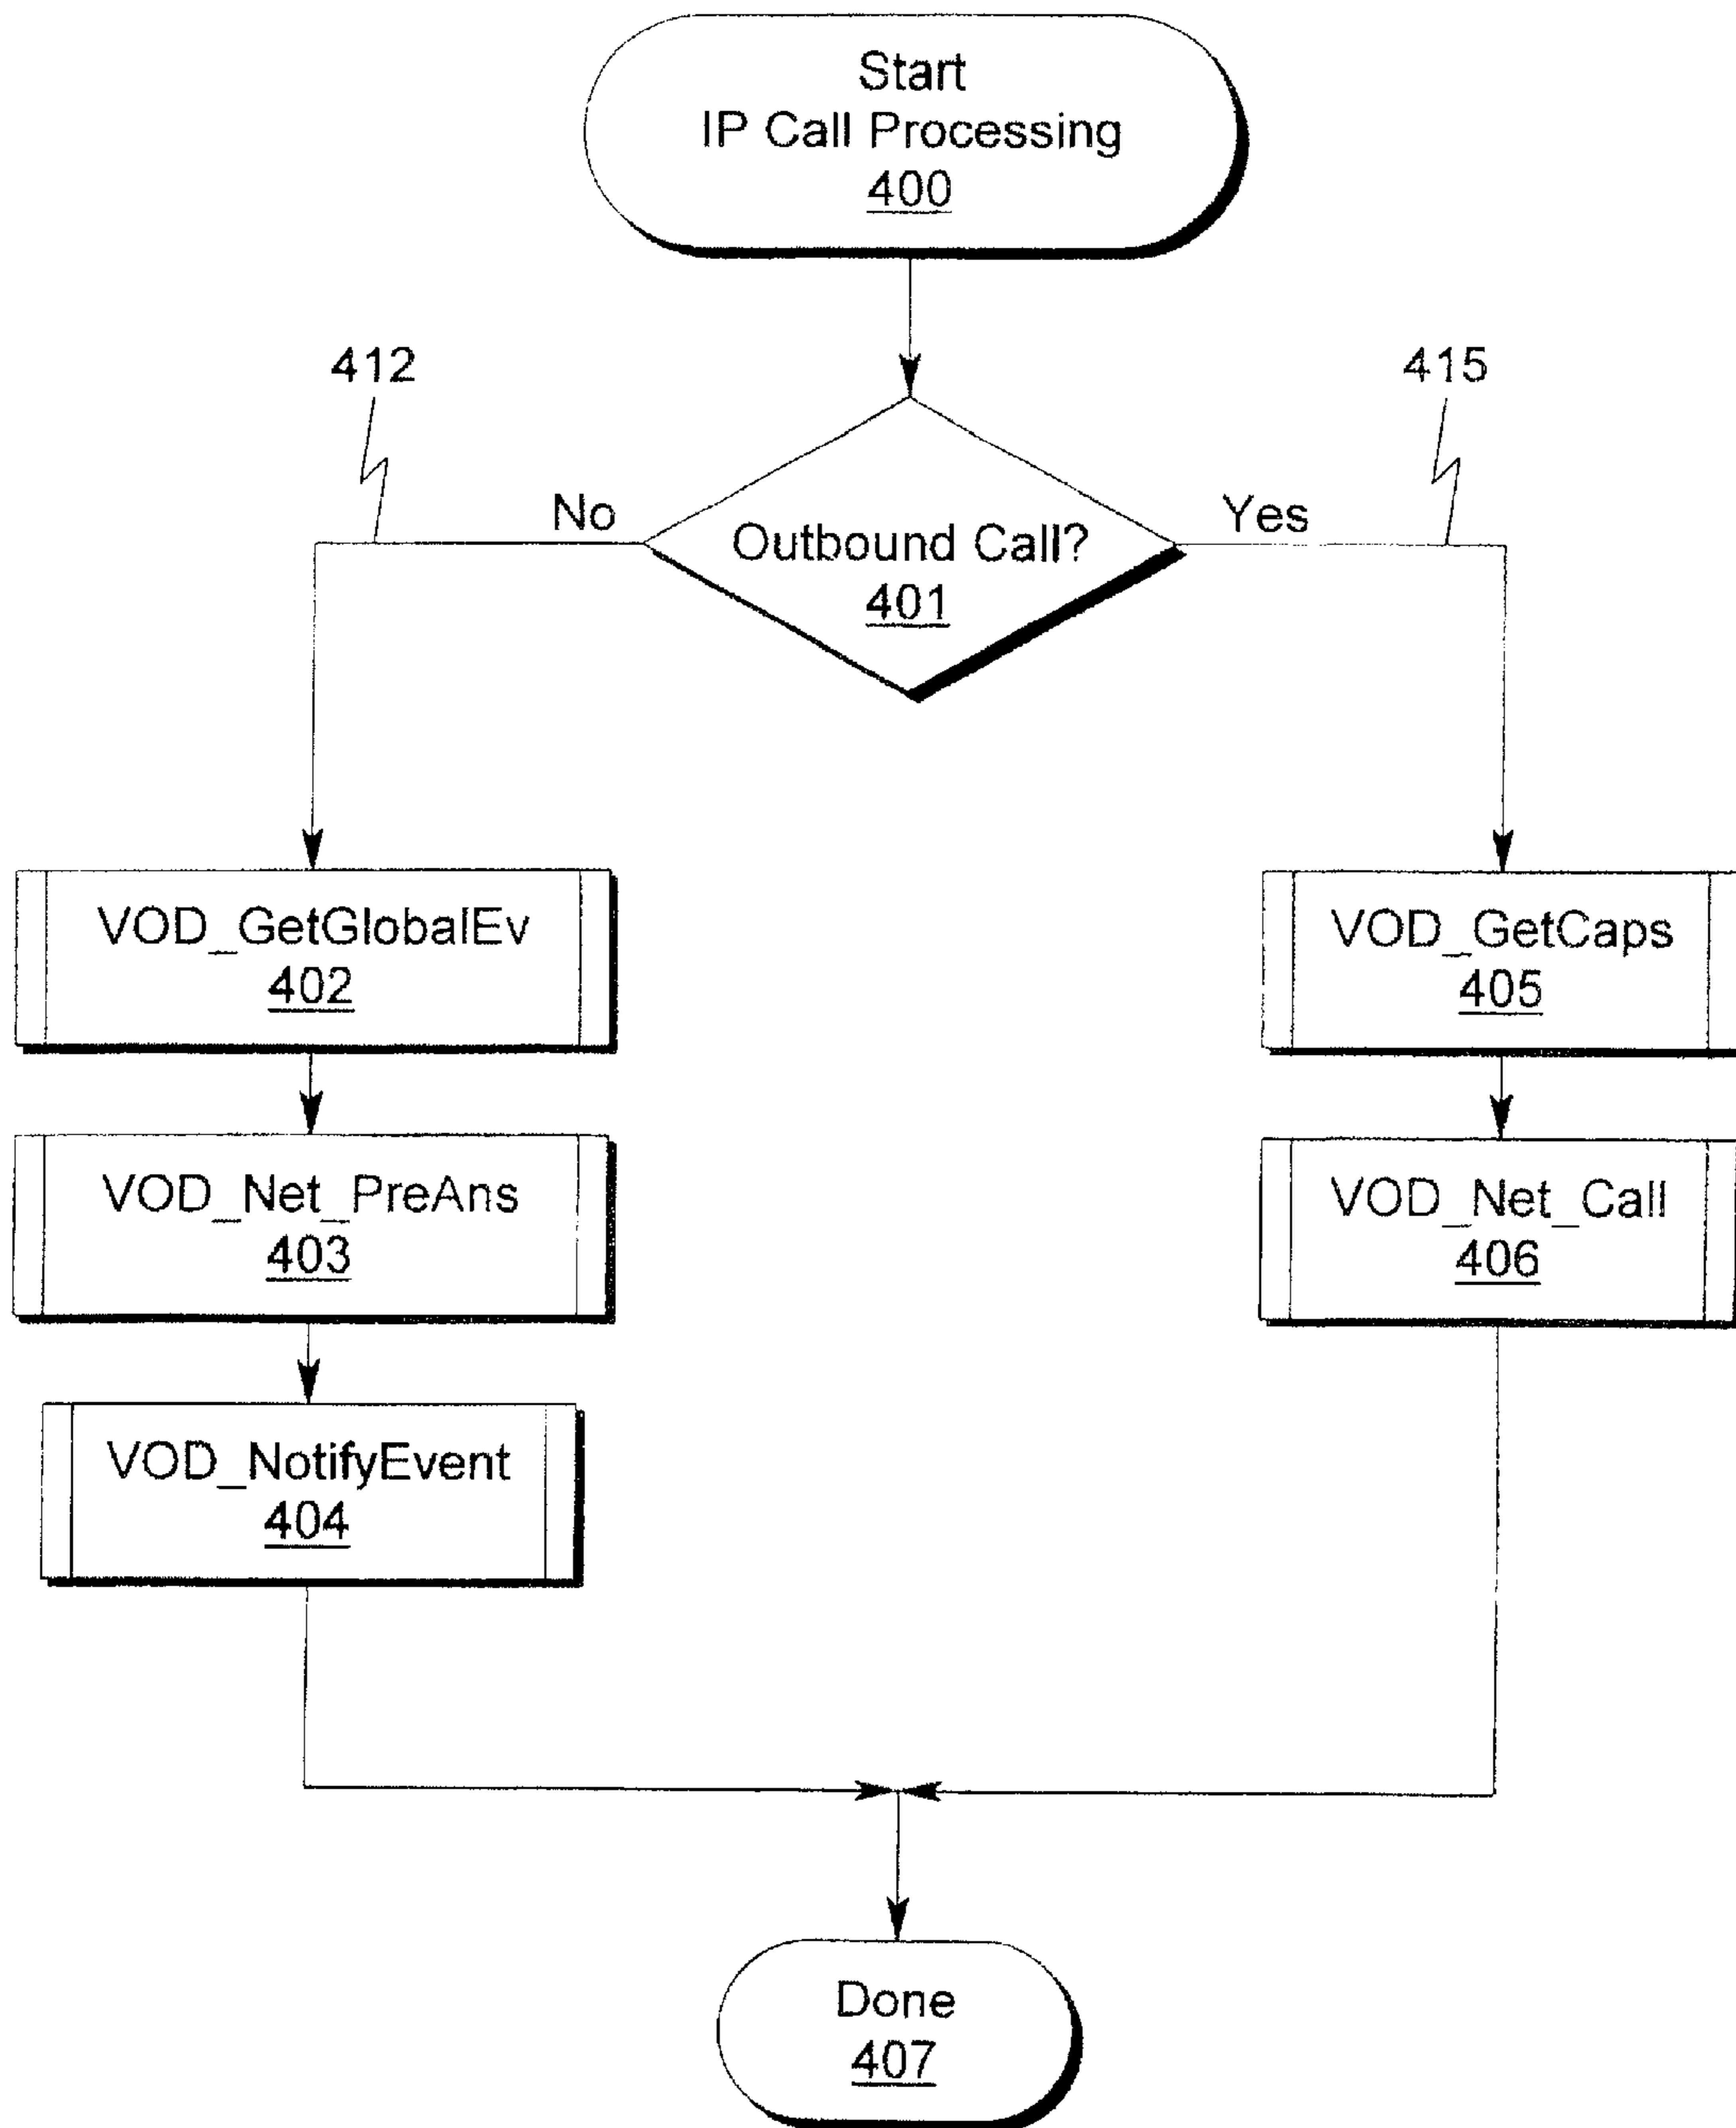 Start
IP Call Processing
400
412
415
No
Yes
Outbound Call?
401
VOD_GetGlobalEv
402
VOD_GetCaps
405
VOD_Net_PreAns
403
VOD_Net_Call
406
VOD_NotifyEvent
404
Done
407